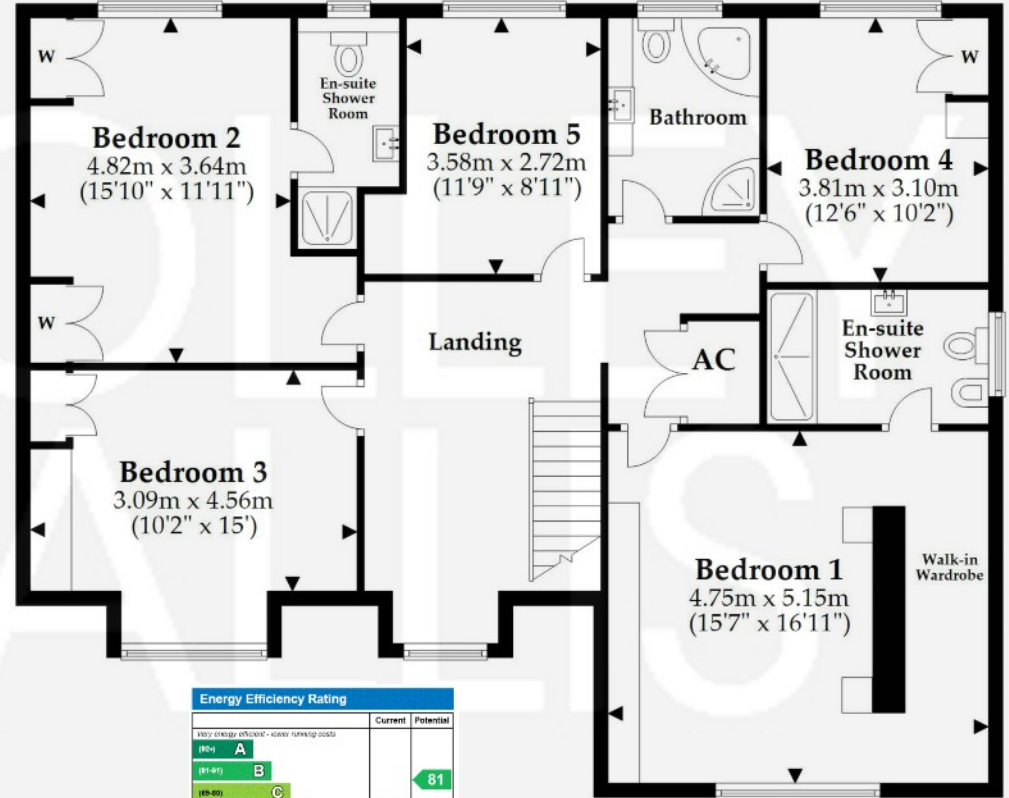 W
Bedroom 2
4.82m x 3.64m
(15'10" x 11'11")
W
En-suite
Shower
Room
Bedroom 5
3.58m x 2.72m
(11'9" x 8'11")
Bathroom
W
Bedroom 4
3.81m x 3.10m
(12'6" x 10'2")
Landing
AC
En-suite
Shower
Room
Bedroom 3
3.09m x 4.56m
(10'2" x 15')
Bedroom 1
4.75m x 5.15m
(15'7" x 16'11")
Walk-in
Wardrobe
Energy Efficiency Rating
Current Potential
Very energy efficient - lower running costs
(92+) A
(81-91) B
81
(69-80) C